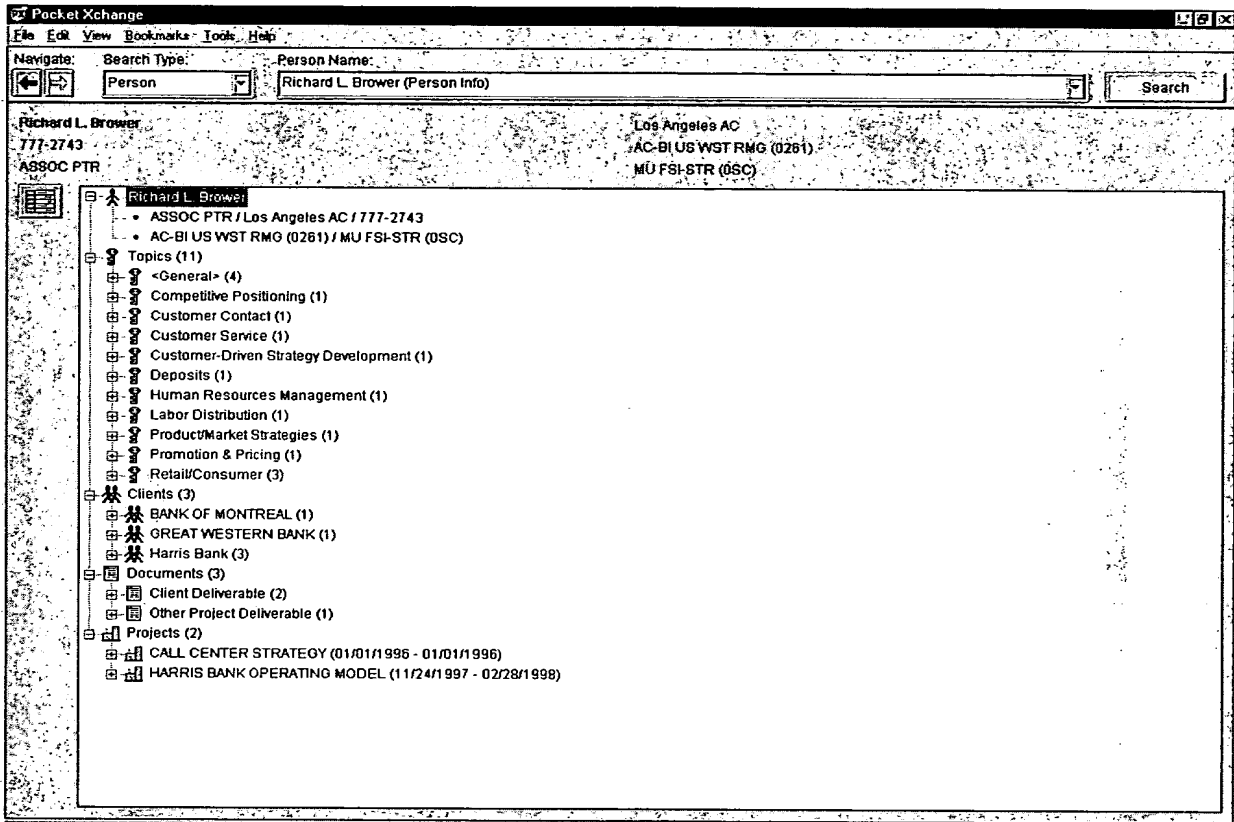 Pocket Xchange
File Edit View Bookmarks Tools Help
Navigate: Search Type: Person Name:
Person Richard L. Brower (Person Info) Search
Richard L. Brower Los Angeles AC
777-2743 AC-BI US WST RMG (0261)
ASSOC PTR MU FSI-STR (0SC)
Richard L. Brower
• ASSOC PTR / Los Angeles AC / 777-2743
• AC-BI US WST RMG (0261) / MU FSI-STR (0SC)
Topics (11)
<General> (4)
Competitive Positioning (1)
Customer Contact (1)
Customer Service (1)
Customer-Driven Strategy Development (1)
Deposits (1)
Human Resources Management (1)
Labor Distribution (1)
Product/Market Strategies (1)
Promotion & Pricing (1)
Retail/Consumer (3)
Clients (3)
BANK OF MONTREAL (1)
GREAT WESTERN BANK (1)
Harris Bank (3)
Documents (3)
Client Deliverable (2)
Other Project Deliverable (1)
Projects (2)
CALL CENTER STRATEGY (01/01/1996 - 01/01/1996)
HARRIS BANK OPERATING MODEL (11/24/1997 - 02/28/1998)